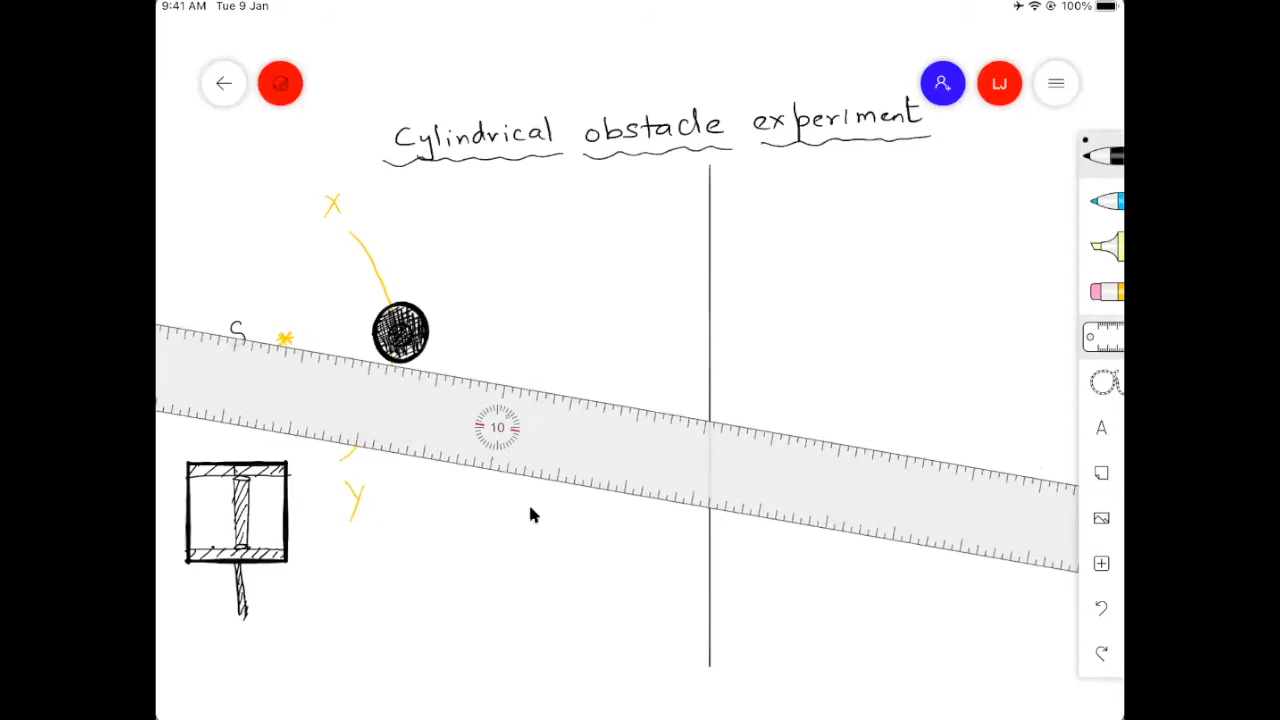 9:41 AM Tue 9 Jan
100%
LJ
Cylindrical obstacle experiment
X
S
10
A
y